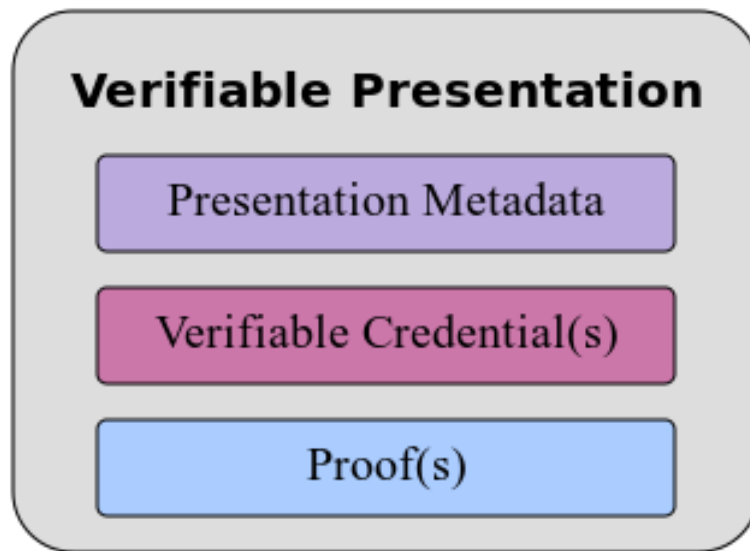 Verifiable Presentation
Presentation Metadata
Verifiable Credential(s)
Proof(s)